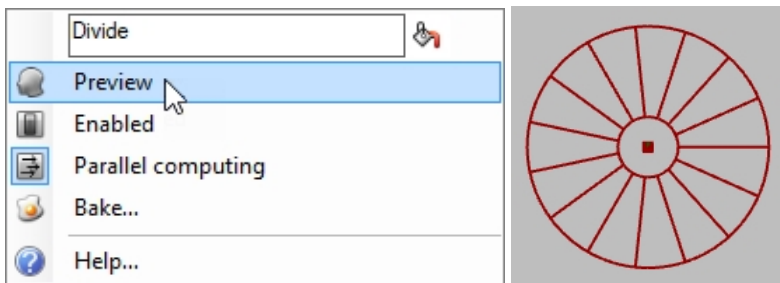 Divide
Preview
Enabled
Parallel computing
Bake...
Help...